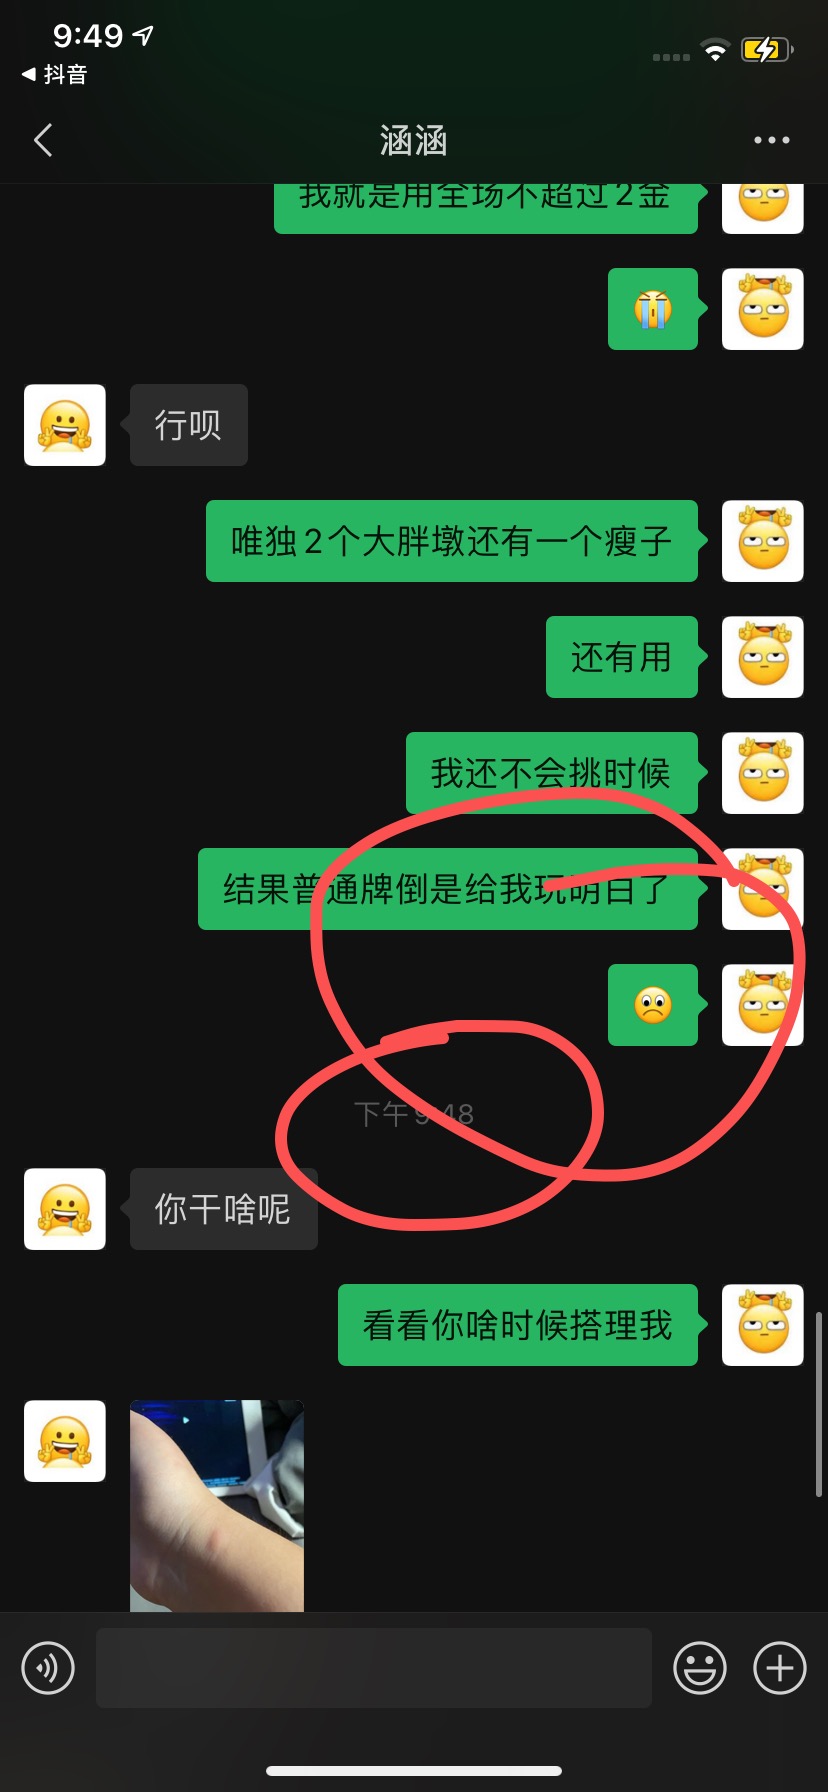 9:49
抖音
涵涵
我就是用全场不超过2金
行呗
唯独2个大胖墩还有一个瘦子
还有用
我还不会挑时候
结果普通牌倒是给我玩明日了
下午9:48
你干啥呢
看看你啥时候搭理我